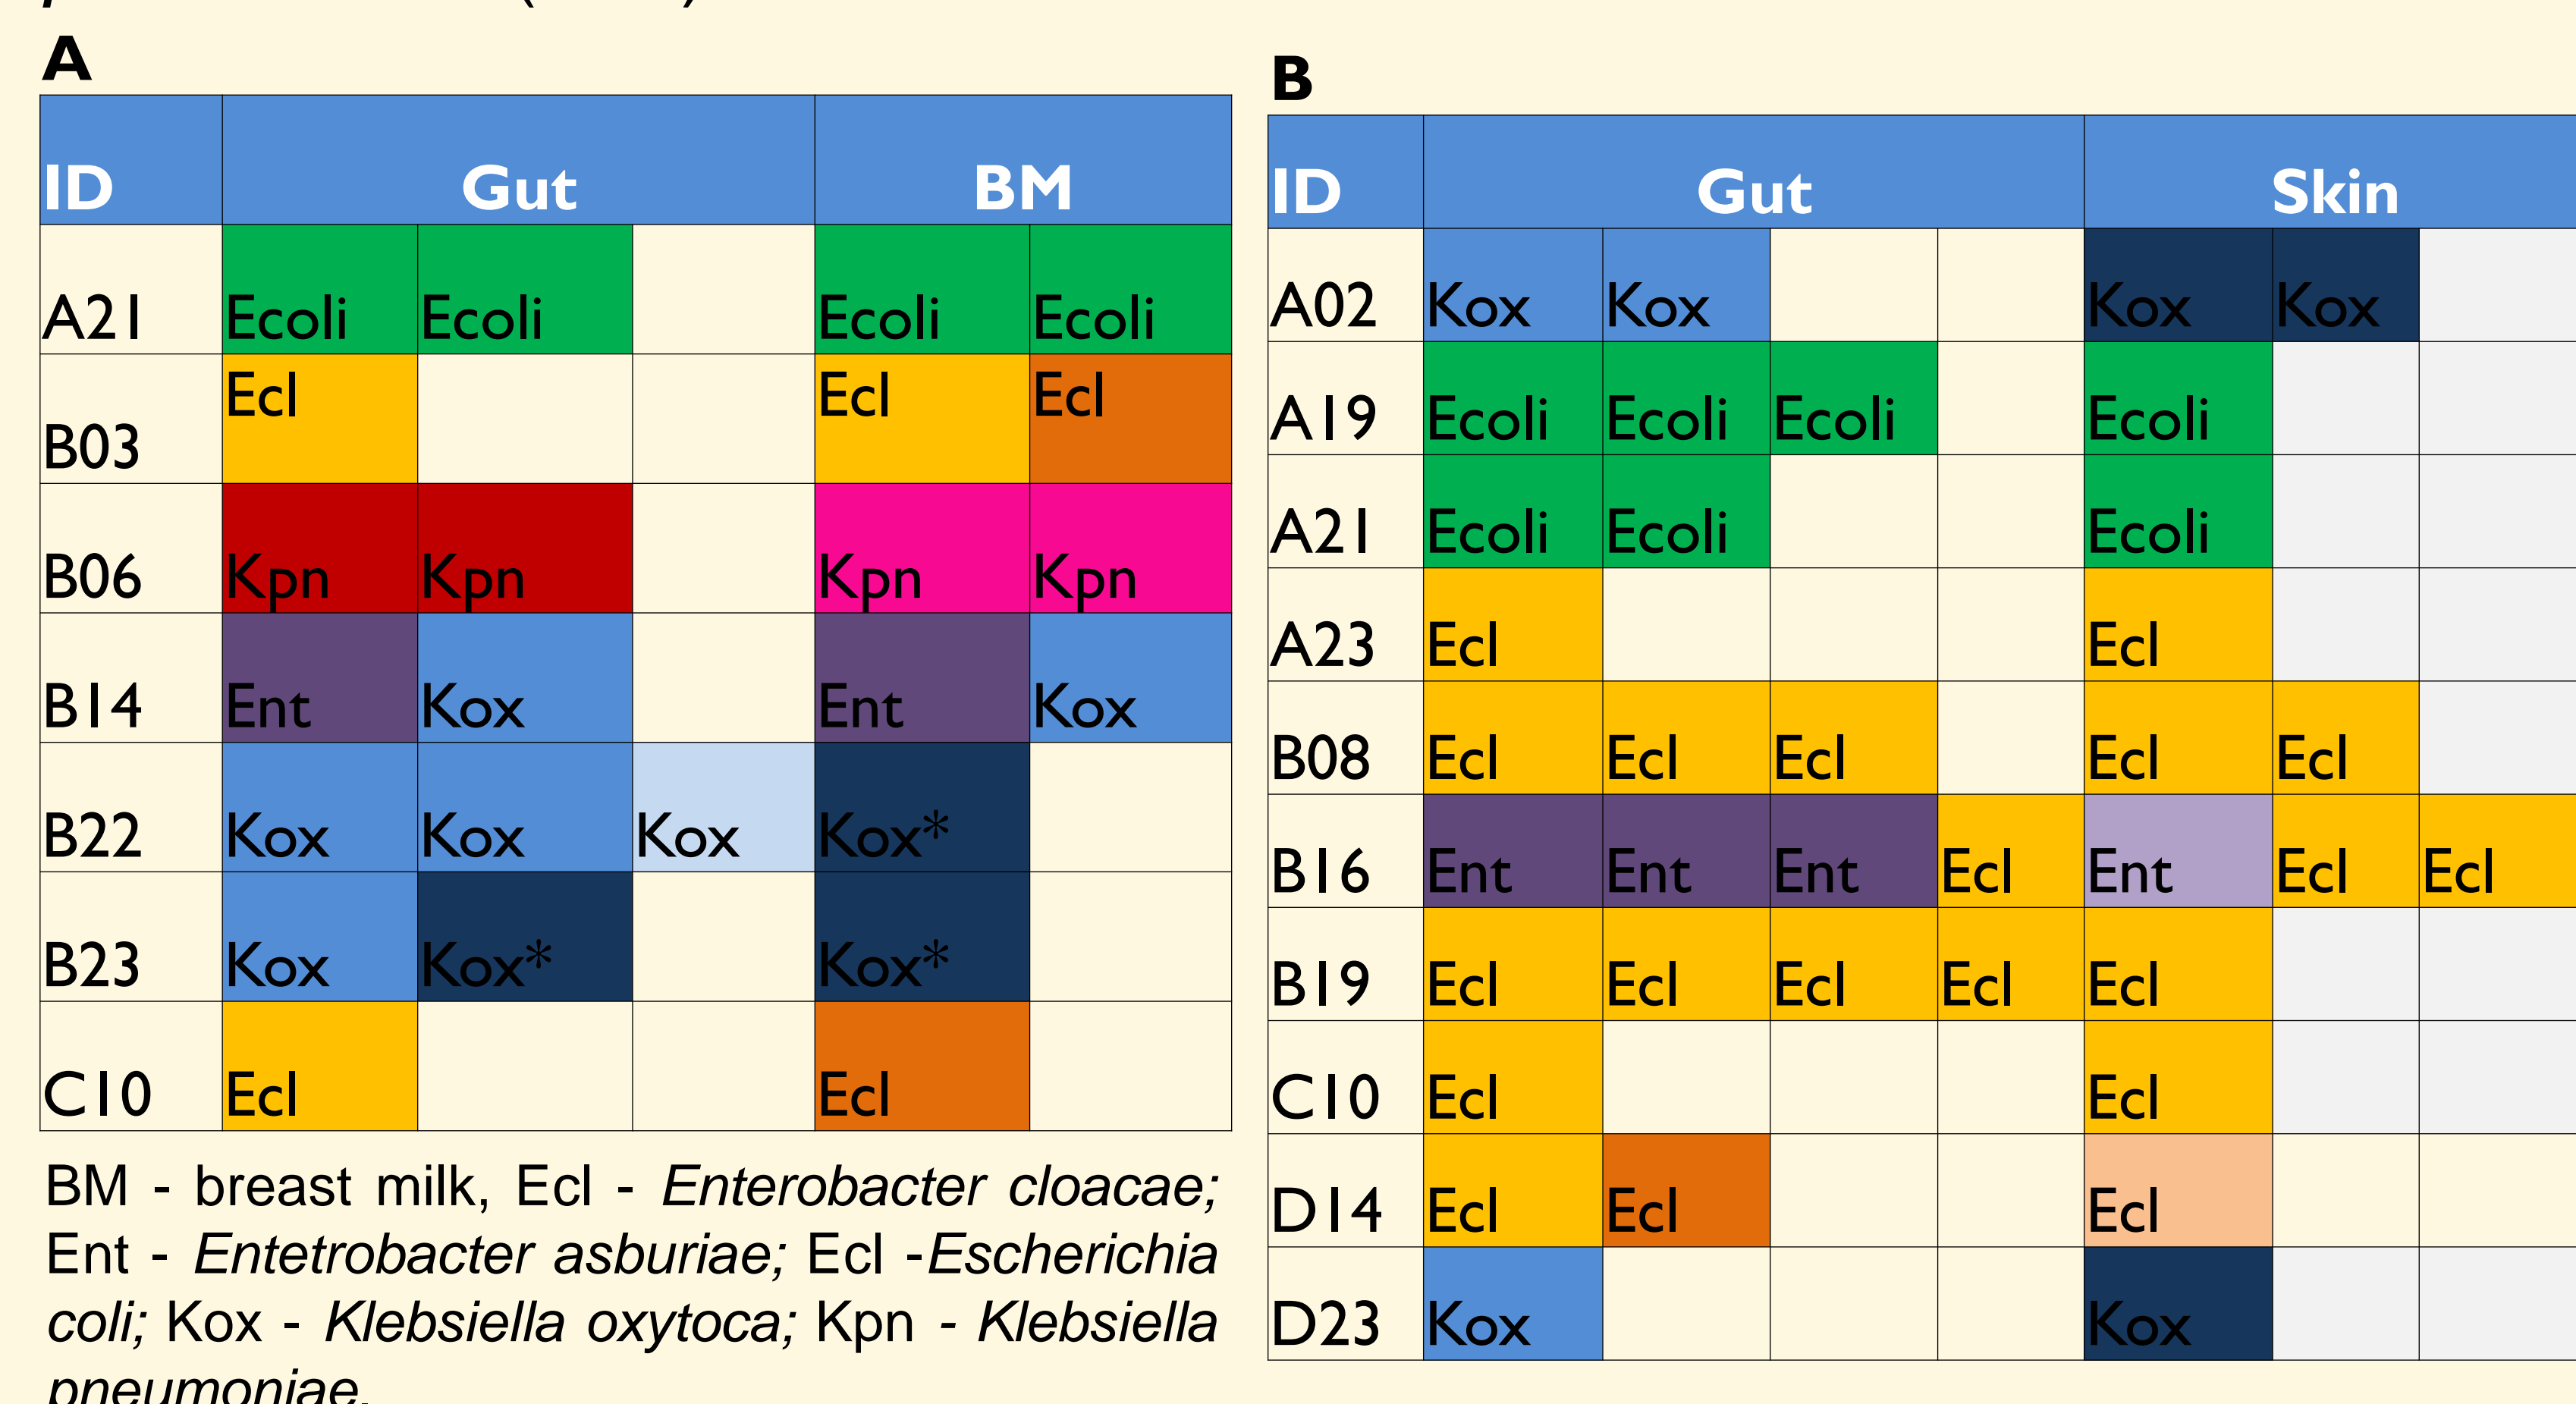 A
ID Gut BM
A21 Ecoli Ecoli Ecoli Ecoli
B03 Ecl Ecl Ecl
B06 Kpn Kpn Kpn Kpn
B14 Ent Kox Ent Kox
B22 Kox Kox Kox Kox*
B23 Kox Kox* Kox*
C10 Ecl Ecl
BM - breast milk, Ecl - Enterobacter cloacae;
Ent - Entetrobacter asburiae; Ecl -Escherichia
coli; Kox - Klebsiella oxytoca; Kpn - Klebsiella
pneumoniae.
B
ID Gut Skin
A02 Kox Kox Kox Kox
A19 Ecoli Ecoli Ecoli Ecoli
A21 Ecoli Ecoli Ecoli
A23 Ecl Ecl
B08 Ecl Ecl Ecl Ecl Ecl
B16 Ent Ent Ent Ecl Ent Ecl Ecl
B19 Ecl Ecl Ecl Ecl Ecl
C10 Ecl Ecl
D14 Ecl Ecl Ecl
D23 Kox Kox